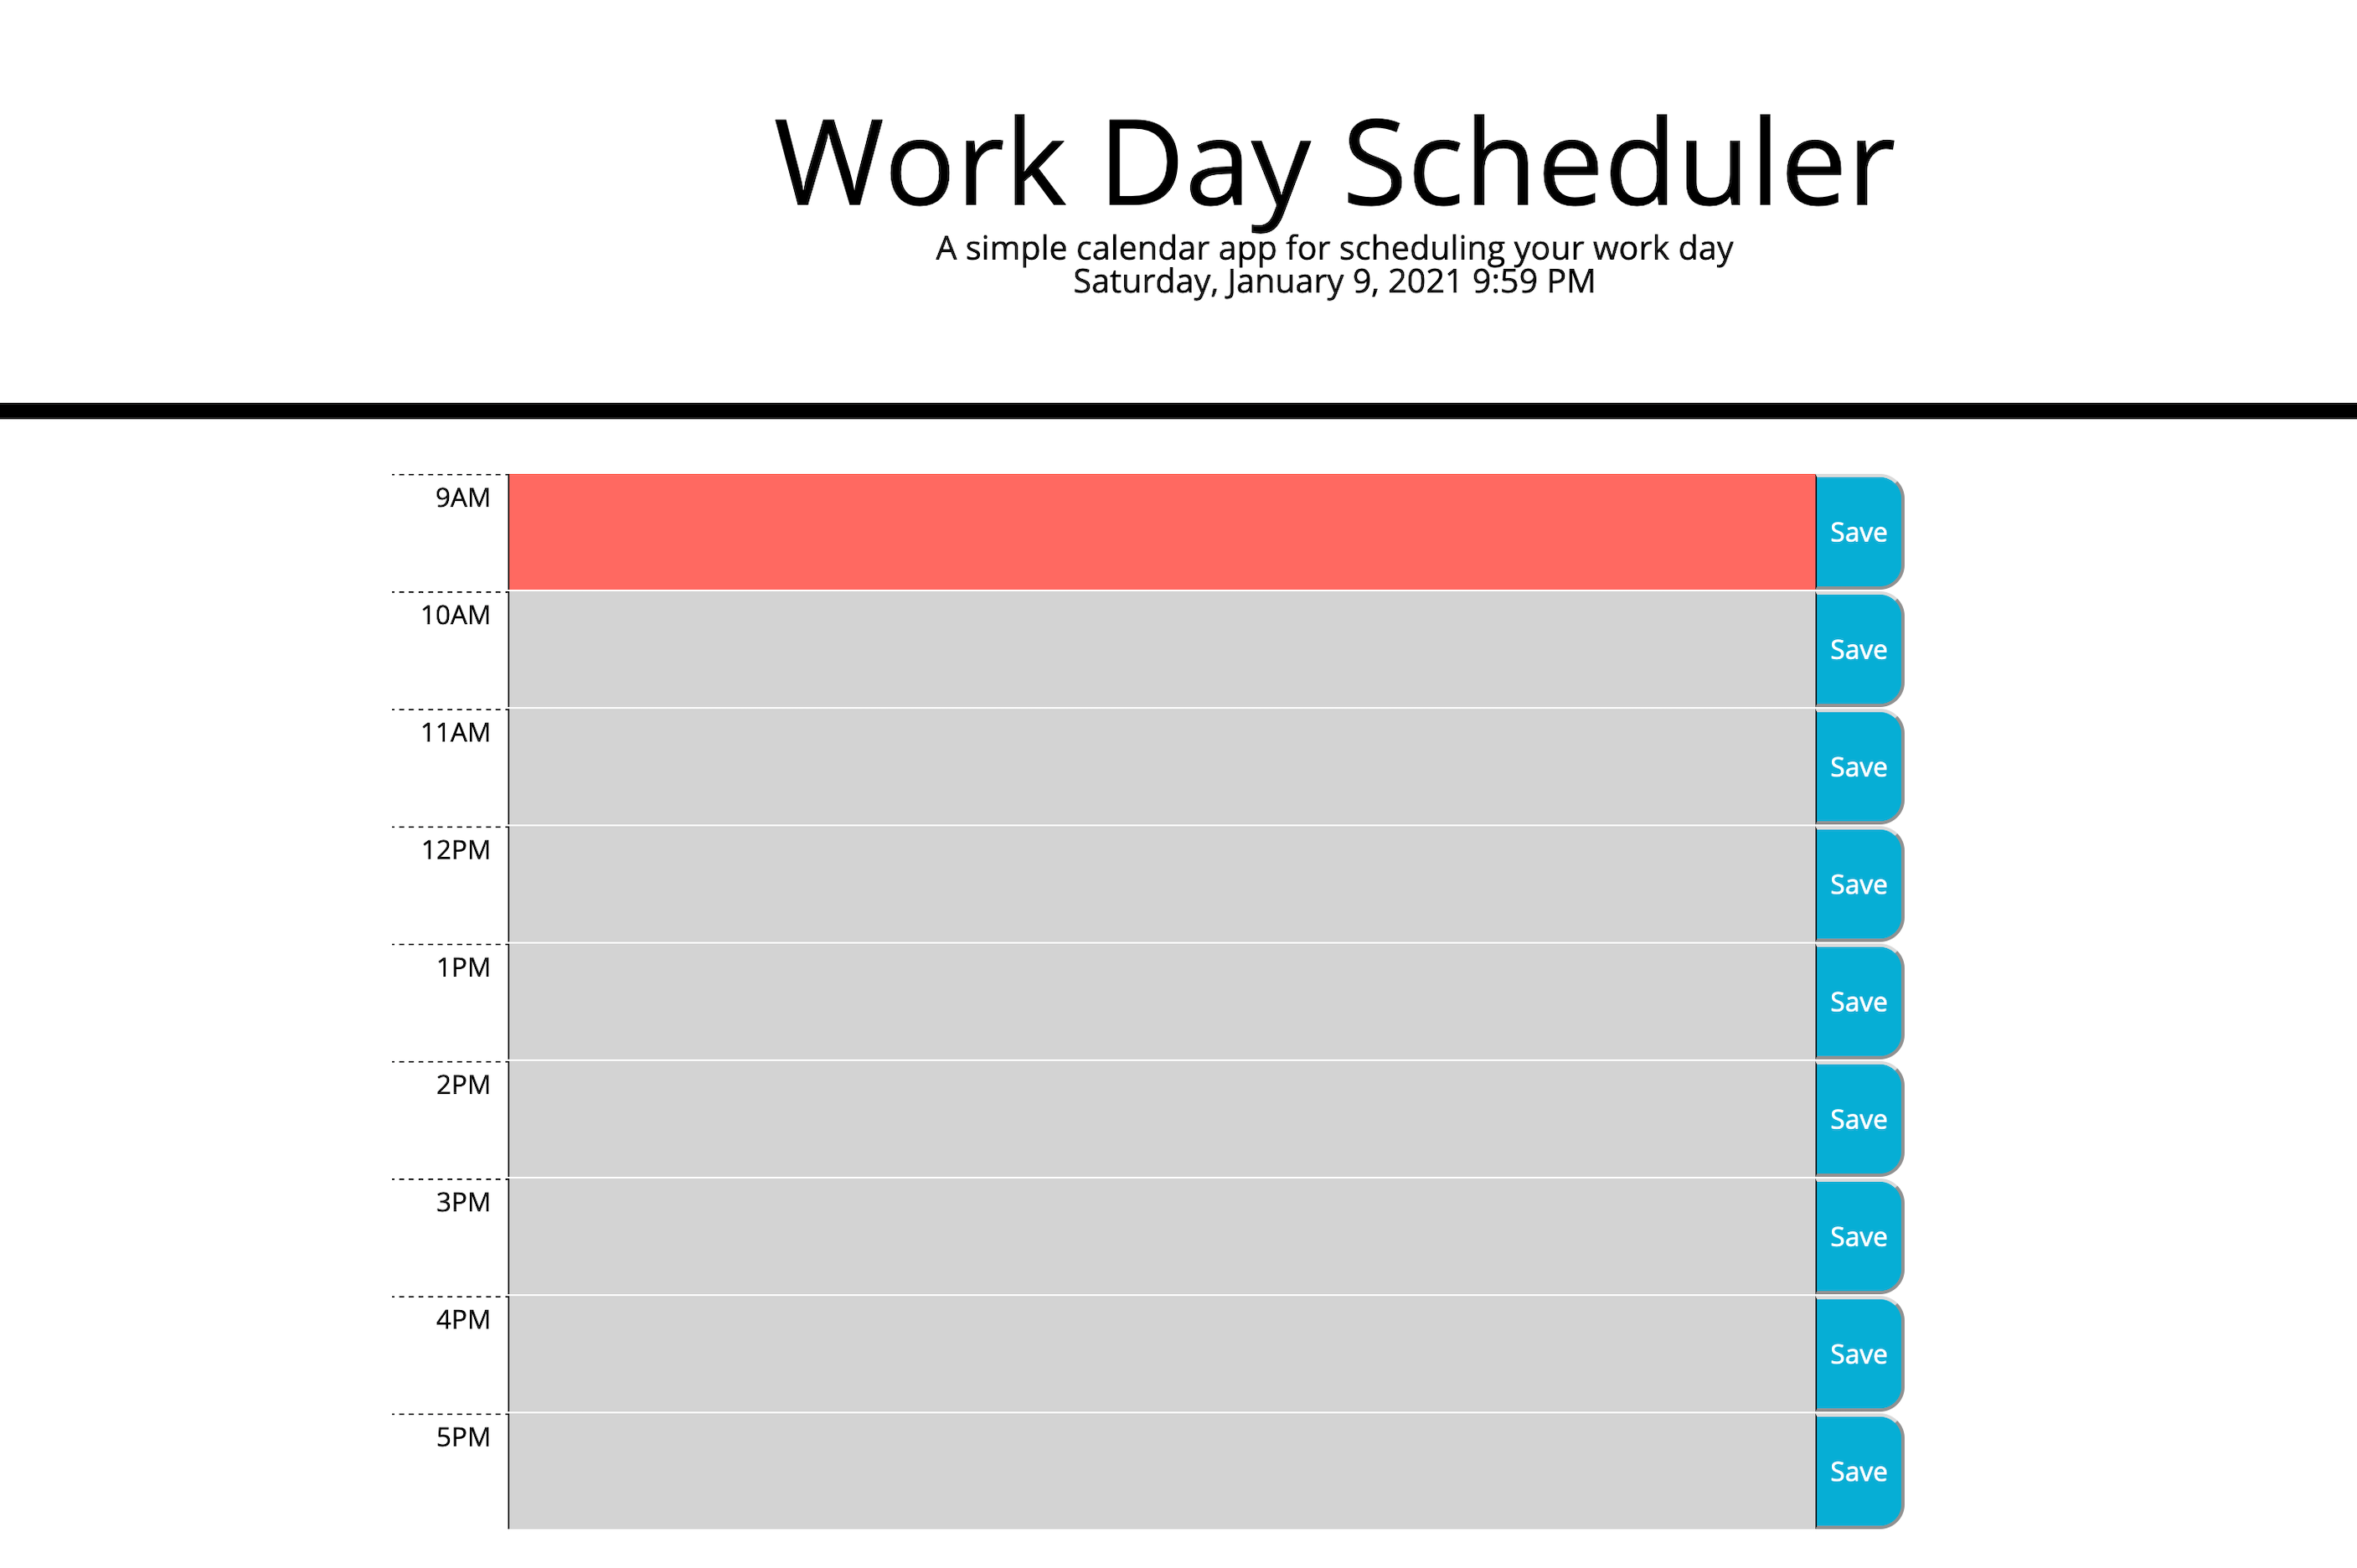 Work Day Scheduler
A simple calendar app for scheduling your work day
Saturday, January 9, 2021 9:59 PM
9AM
Save
10AM
Save
11AM
Save
12PM
Save
1PM
Save
2PM
Save
3PM
Save
4PM
Save
5PM
Save